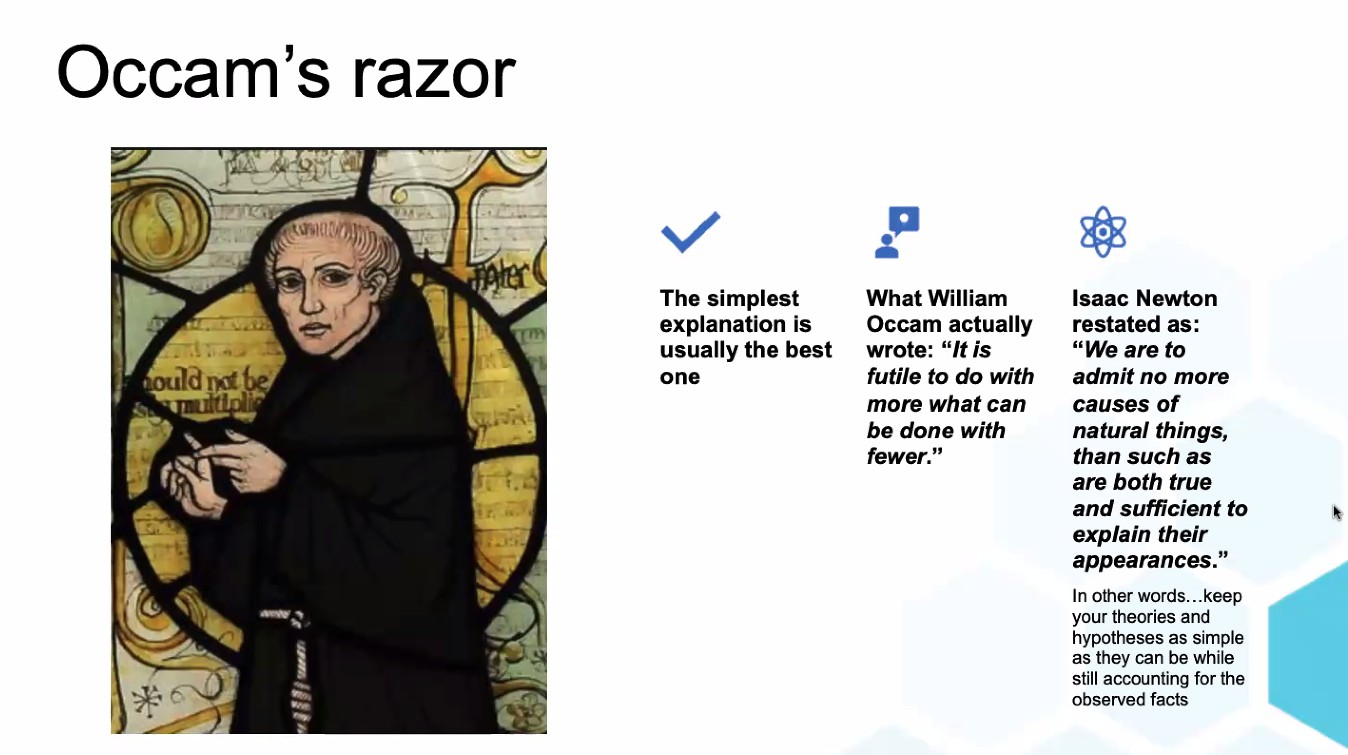 Occam’s razor
The simplest
explanation is
usually the best
one
What William
Occam actually
wrote: “It is
futile to do with
more what can
be done with
fewer.”
Isaac Newton
restated as:
“We are to
admit no more
causes of
natural things,
than such as
are both true
and sufficient to
explain their
appearances.”
In other words…keep
your theories and
hypotheses as simple
as they can be while
still accounting for the
observed facts
hould not be
multiplie